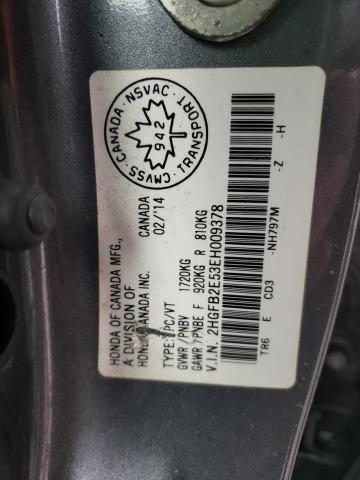 HONDA OF CANADA MFG.,
A DIVISION OF
HONDA CANADA INC.
CANADA
02/'14
TYPE: PC/VT
GVWR /PNBV 1720KG
GAWR /PNBE F 920KG R 810KG
V.I.N. 2HGFB2E53EH009378
TR6 E CD3 -NH797M -Z -H
CANADA · NSVAC · TRANSPORT · CMVSS
942